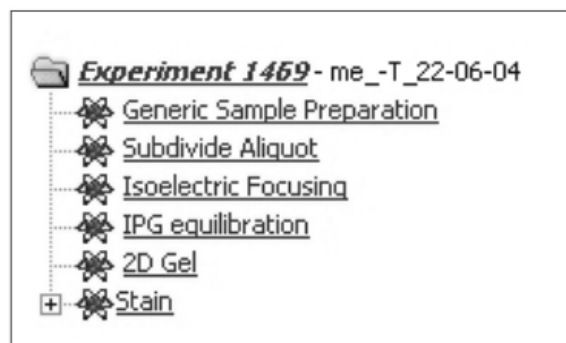 Experiment 1469 - me_-T_22-06-04
Generic Sample Preparation
Subdivide Aliquot
Isoelectric Focusing
IPG equilibration
2D Gel
Stain